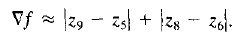 ∇f ≈ |z₉ − z₅| + |z₈ − z₆|.